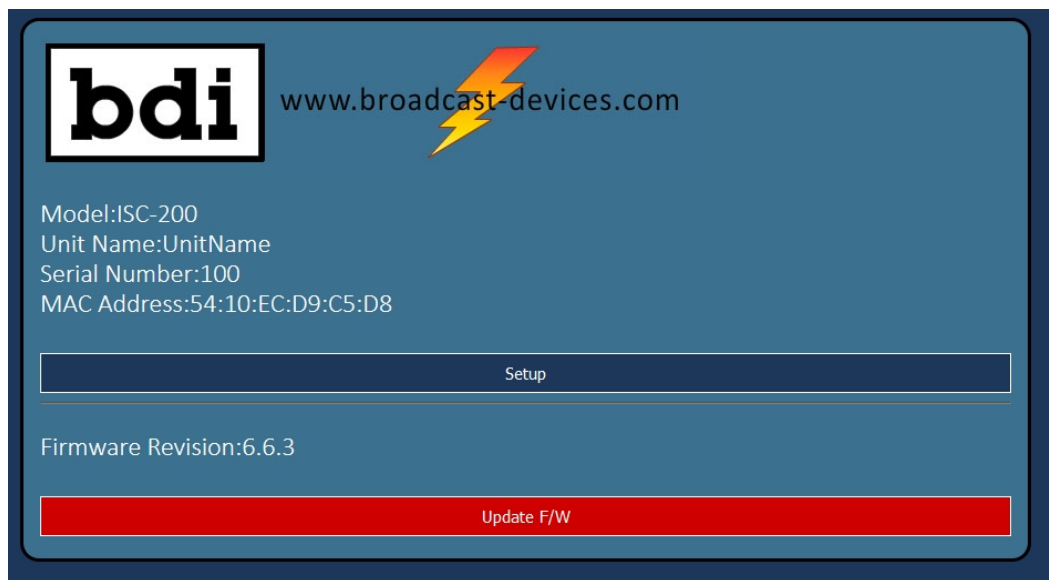 bdi
www.broadcast-devices.com
Model:ISC-200
Unit Name:UnitName
Serial Number:100
MAC Address:54:10:EC:D9:C5:D8
Setup
Firmware Revision:6.6.3
Update F/W